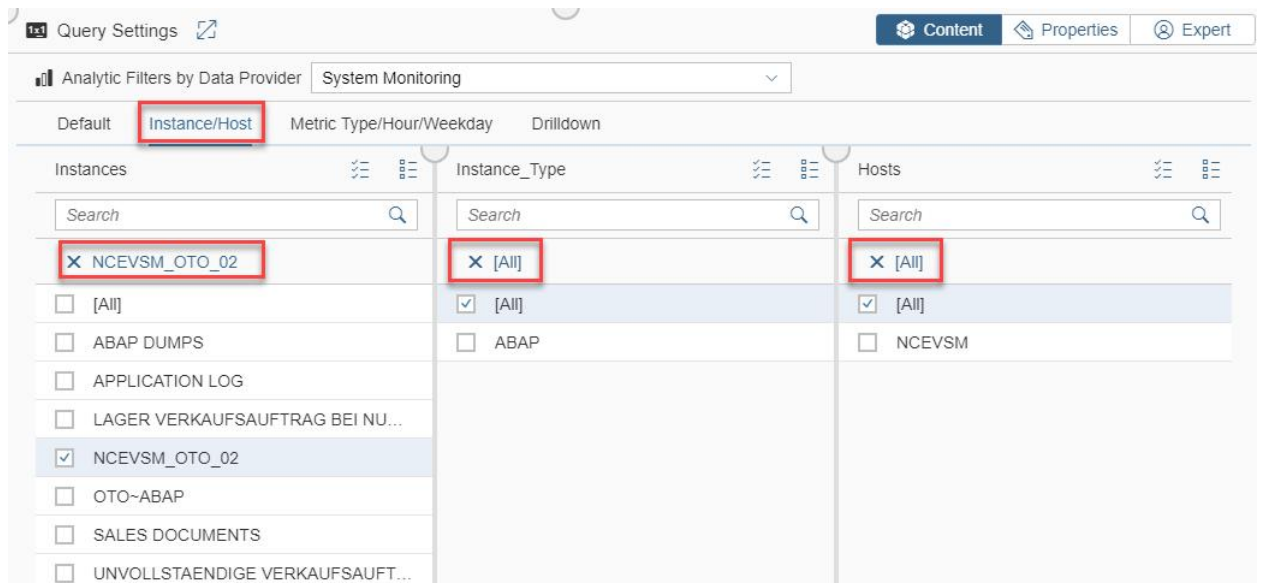 1x1 Query Settings Content Properties Expert
Analytic Filters by Data Provider System Monitoring
Default Instance/Host Metric Type/Hour/Weekday Drilldown
Instances Instance_Type Hosts
Search Search Search
NCEVSM_OTO_02 [All] [All]
[All] [All] [All]
ABAP DUMPS ABAP NCEVSM
APPLICATION LOG
LAGER VERKAUFSAUFTRAG BEI NU...
NCEVSM_OTO_02
OTO~ABAP
SALES DOCUMENTS
UNVOLLSTAENDIGE VERKAUFSAUFT...